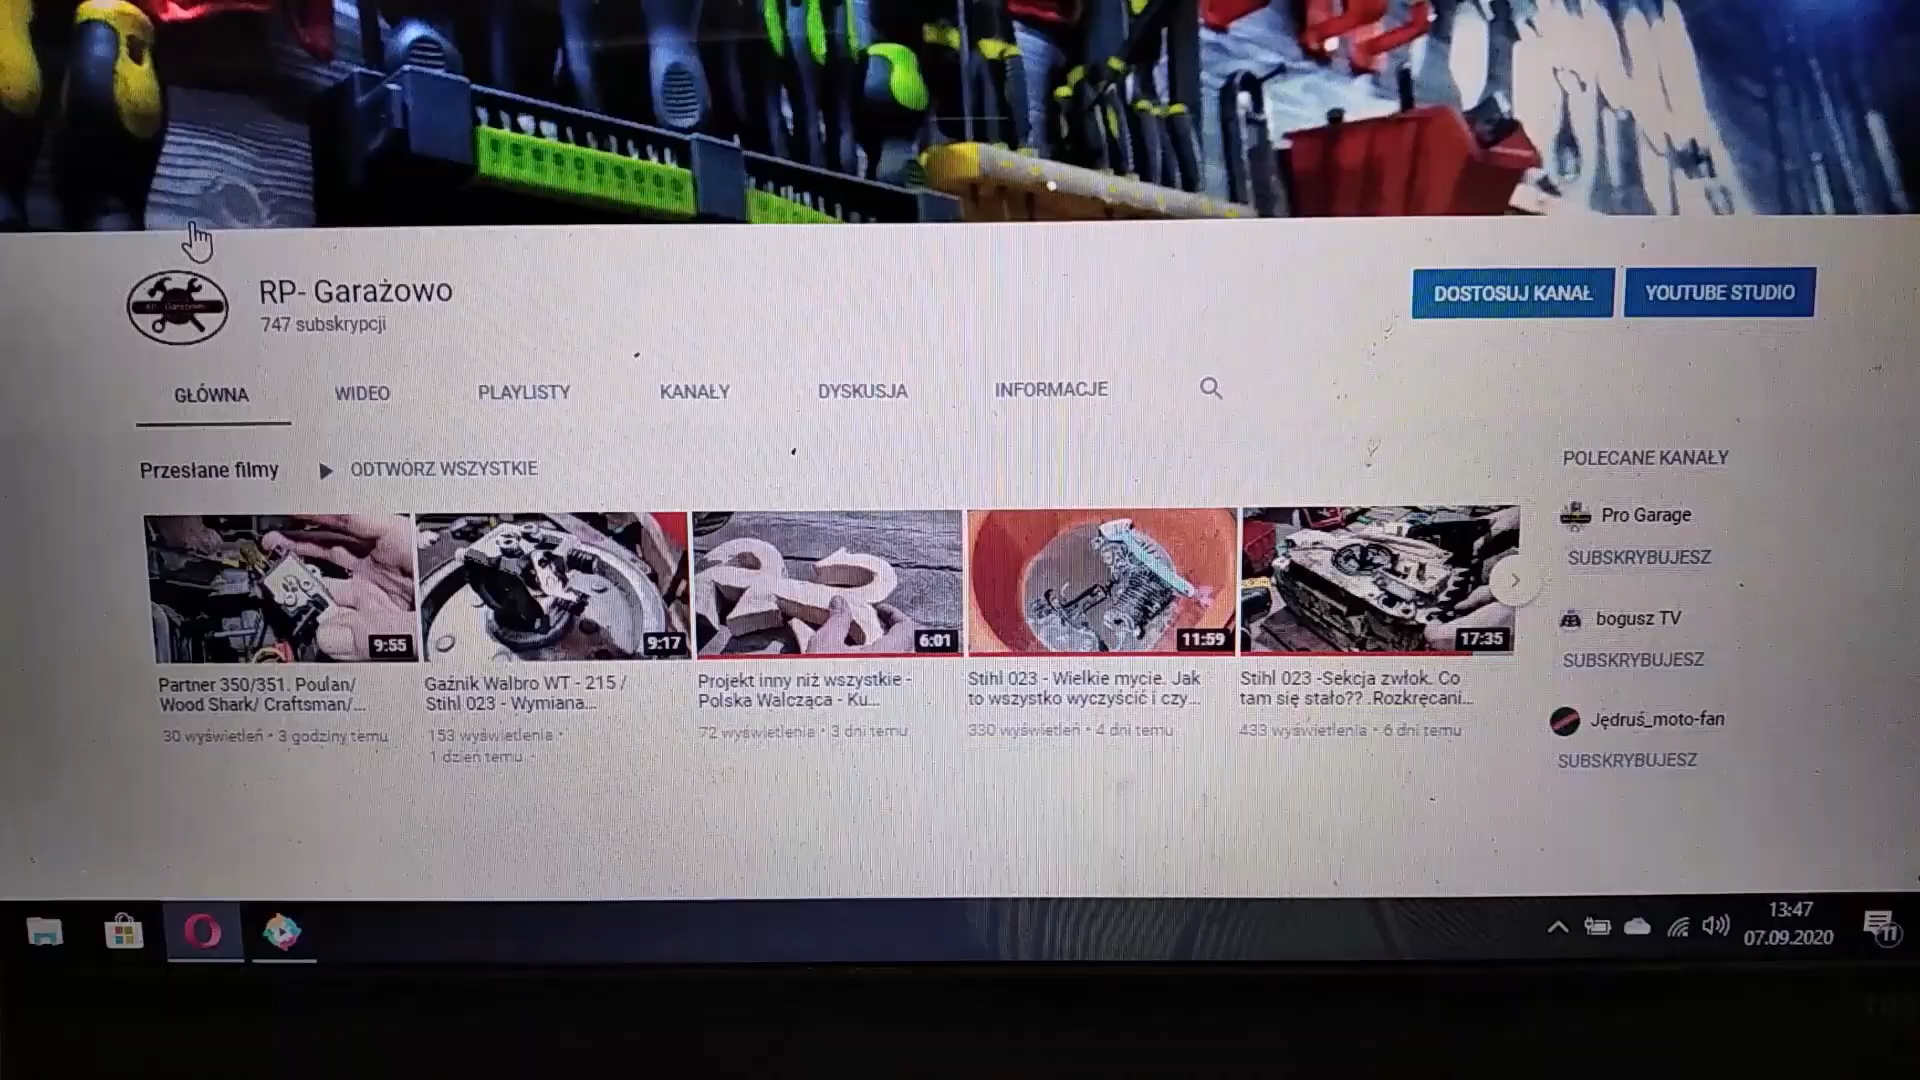 RP- Garażowo
747 subskrypcji
DOSTOSUJ KANAŁ
YOUTUBE STUDIO
GŁÓWNA
WIDEO
PLAYLISTY
KANAŁY
DYSKUSJA
INFORMACJE
Przesłane filmy
ODTWÓRZ WSZYSTKIE
9:55
9:17
6:01
11:59
17:35
Partner 350/351. Poulan/
Wood Shark/ Craftsman/...
30 wyświetleń • 3 godziny temu
Gaźnik Walbro WT - 215 /
Stihl 023 - Wymiana...
153 wyświetlenia •
1 dzień temu
Projekt inny niż wszystkie -
Polska Walcząca - Ku...
72 wyświetlenia • 3 dni temu
Stihl 023 - Wielkie mycie. Jak
to wszystko wyczyścić i czy...
330 wyświetleń • 4 dni temu
Stihl 023 -Sekcja zwłok. Co
tam się stało?? .Rozkręcani...
433 wyświetlenia • 6 dni temu
POLECANE KANAŁY
Pro Garage
SUBSKRYBUJESZ
bogusz TV
SUBSKRYBUJESZ
Jędruś_moto-fan
SUBSKRYBUJESZ
13:47
07.09.2020
11